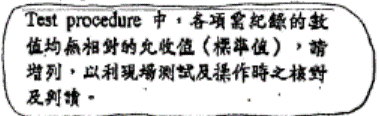 Test procedure 中，各項需紀錄的數
值均無相對的允收值（標準值），請
增列，以利現場測試及操作時之核對
及判讀。